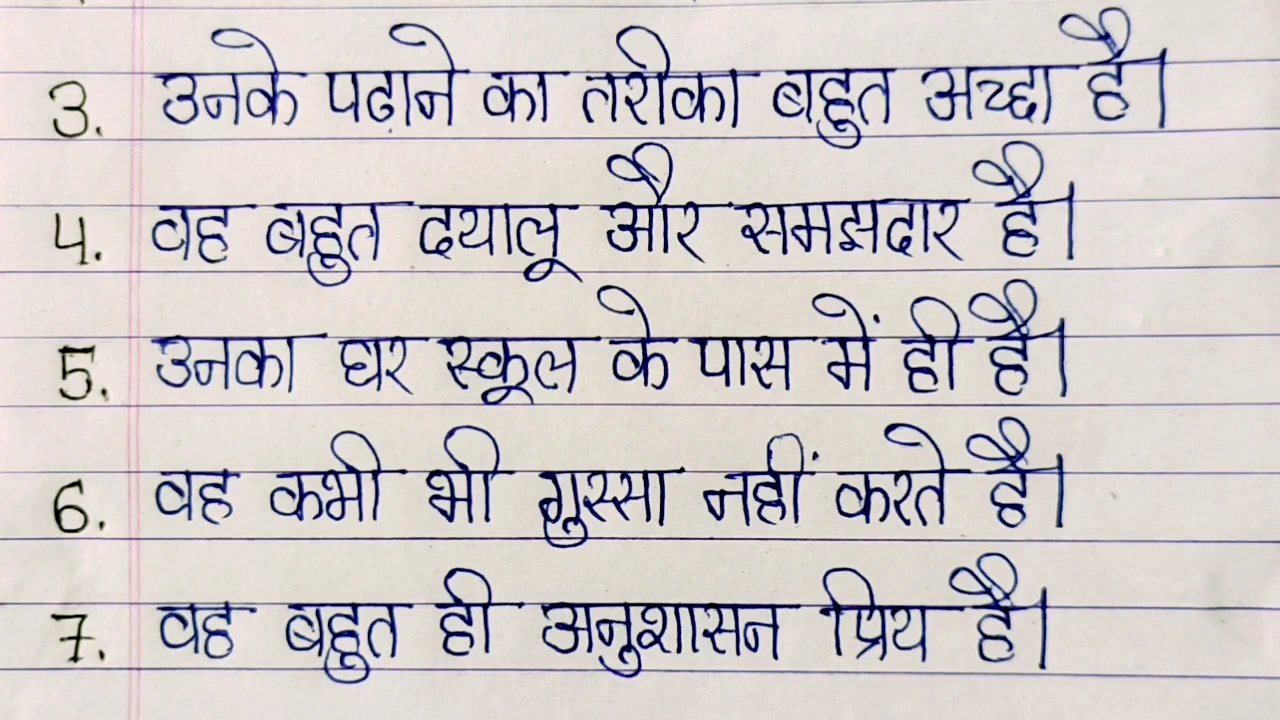 3. उनके पढाने का तरीका बहुत अच्छा है।
4. वह बहुत दयालू और समझदार है।
5. उनका घर स्कूल के पास में ही है।
6. वह कभी भी गुस्सा नहीं करते है।
7. वह बहुत ही अनुशासन प्रिय है।